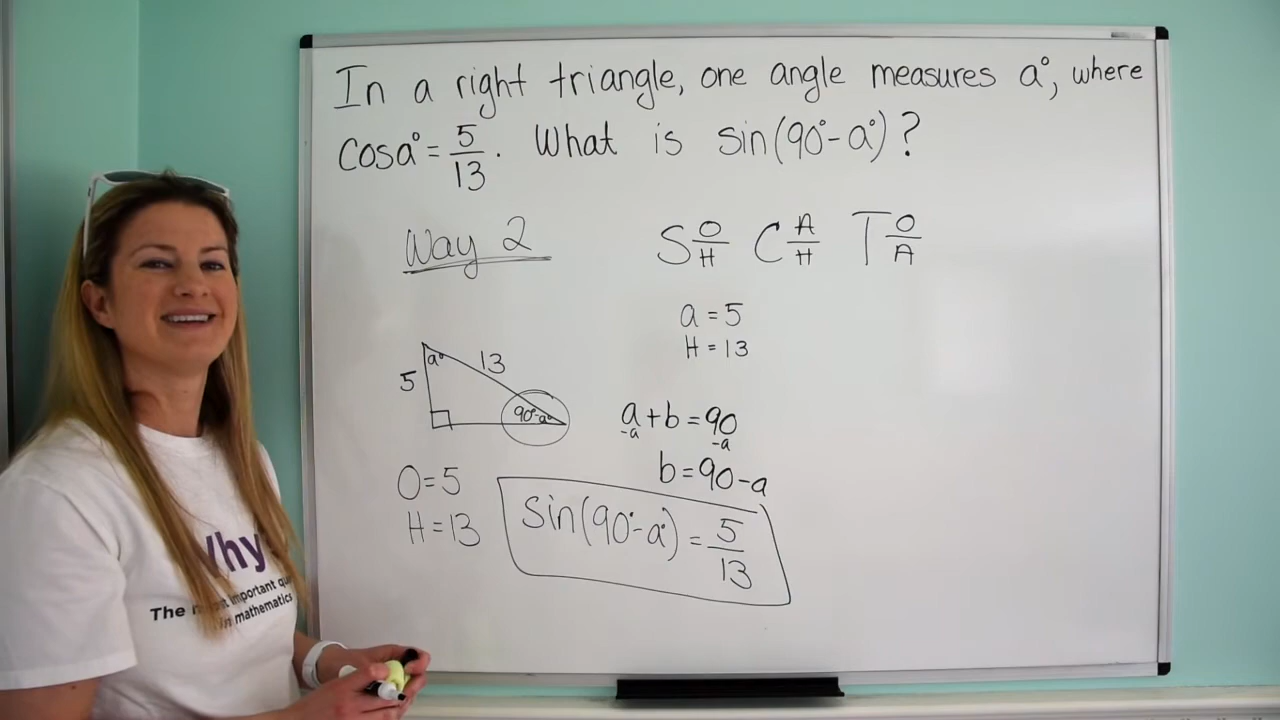 In a right triangle, one angle measures a°, where
cosa° = 5/13. What is sin(90°-a°)?
Way 2
S O/H C A/H T O/A
a = 5
H = 13
a°
13
5
90°-a°
a + b = 90
-a -a
b = 90 - a
O = 5
H = 13
Sin(90°-a°) = 5/13
Why
The most important
in mathematics